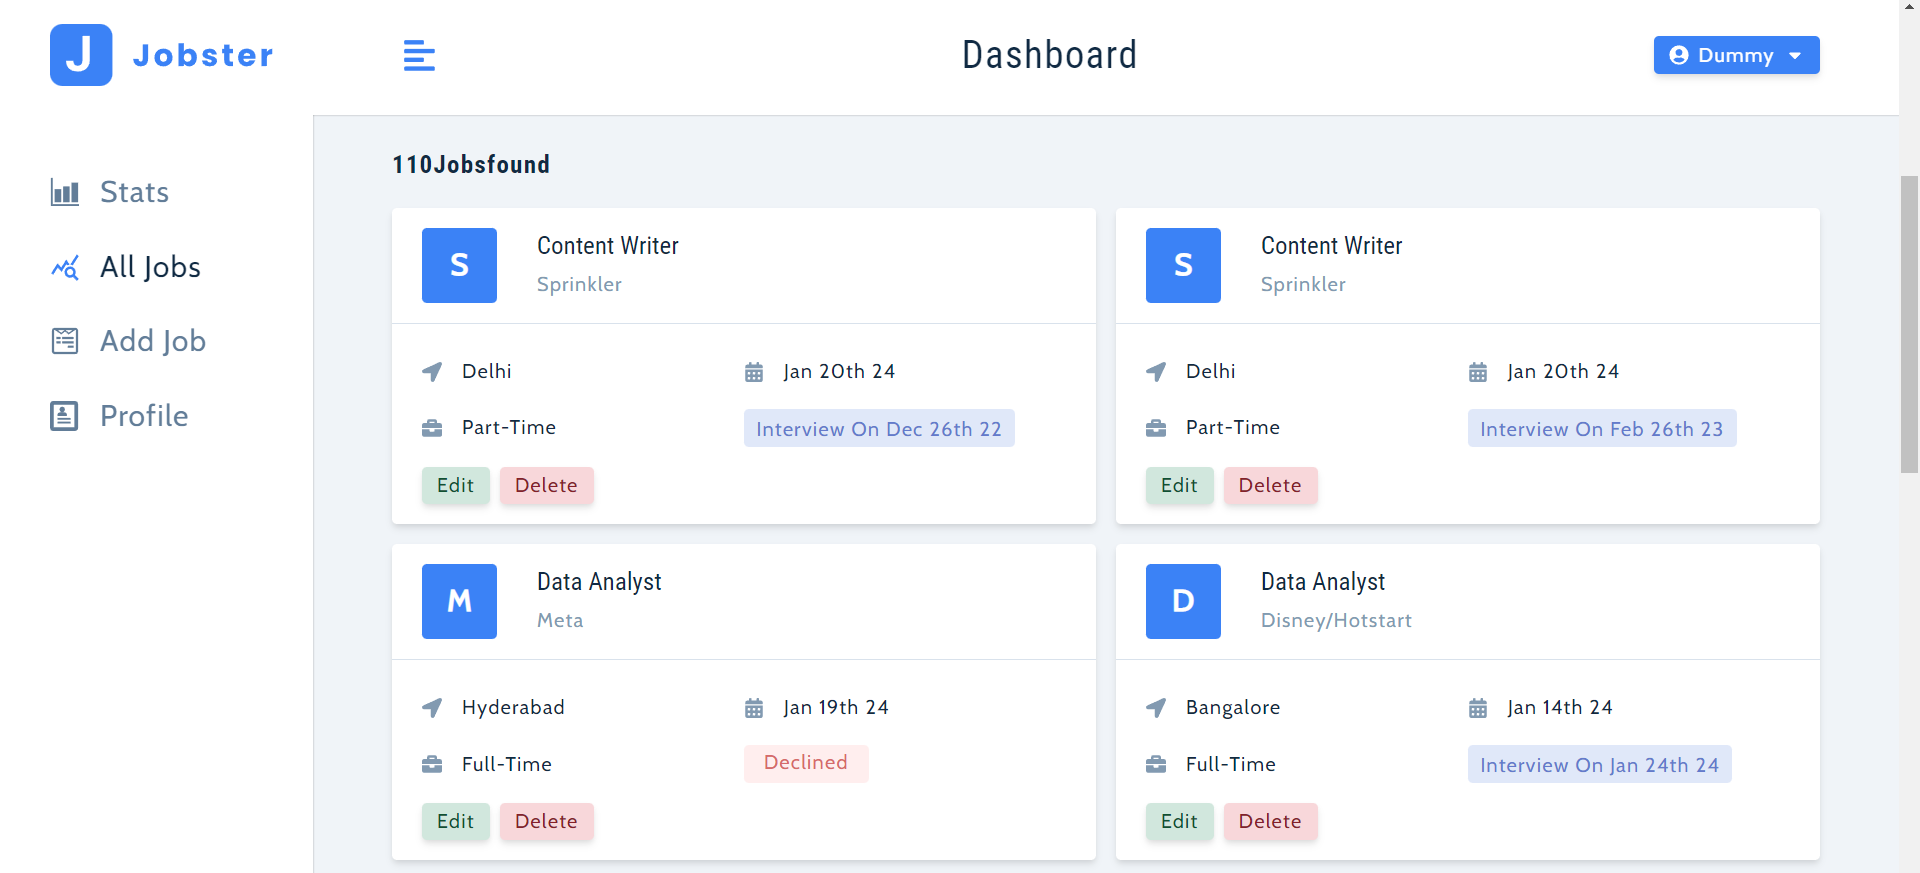 J Jobster
Dashboard
Dummy
Stats
All Jobs
Add Job
Profile
110Jobsfound
S
Content Writer
Sprinkler
Delhi
Jan 20th 24
Part-Time
Interview On Dec 26th 22
Edit Delete
S
Content Writer
Sprinkler
Delhi
Jan 20th 24
Part-Time
Interview On Feb 26th 23
Edit Delete
M
Data Analyst
Meta
Hyderabad
Jan 19th 24
Full-Time
Declined
Edit Delete
D
Data Analyst
Disney/Hotstart
Bangalore
Jan 14th 24
Full-Time
Interview On Jan 24th 24
Edit Delete